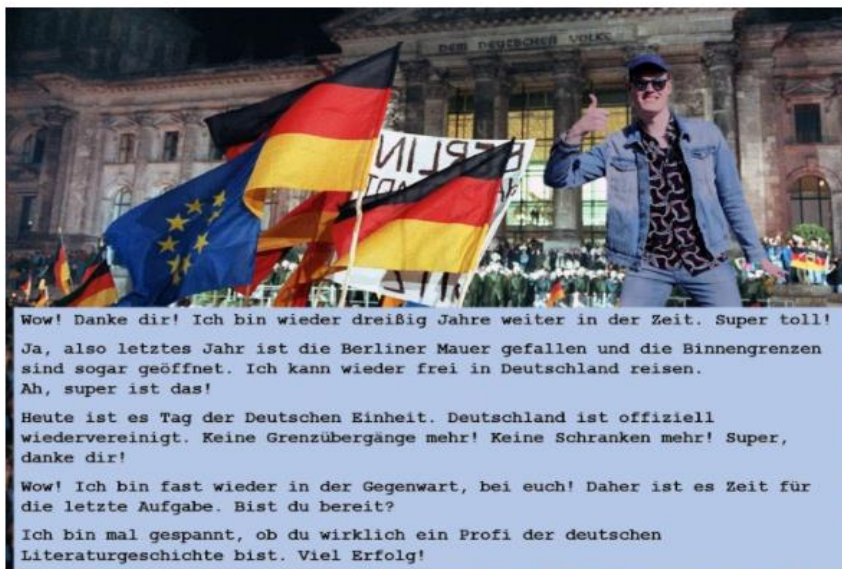 DEM DEUTSCHEN VOLKE
BERLIN
Wow! Danke dir! Ich bin wieder dreißig Jahre weiter in der Zeit. Super toll!
Ja, also letztes Jahr ist die Berliner Mauer gefallen und die Binnengrenzen
sind sogar geöffnet. Ich kann wieder frei in Deutschland reisen.
Ah, super ist das!
Heute ist es Tag der Deutschen Einheit. Deutschland ist offiziell
wiedervereinigt. Keine Grenzübergänge mehr! Keine Schranken mehr! Super,
danke dir!
Wow! Ich bin fast wieder in der Gegenwart, bei euch! Daher ist es Zeit für
die letzte Aufgabe. Bist du bereit?
Ich bin mal gespannt, ob du wirklich ein Profi der deutschen
Literaturgeschichte bist. Viel Erfolg!